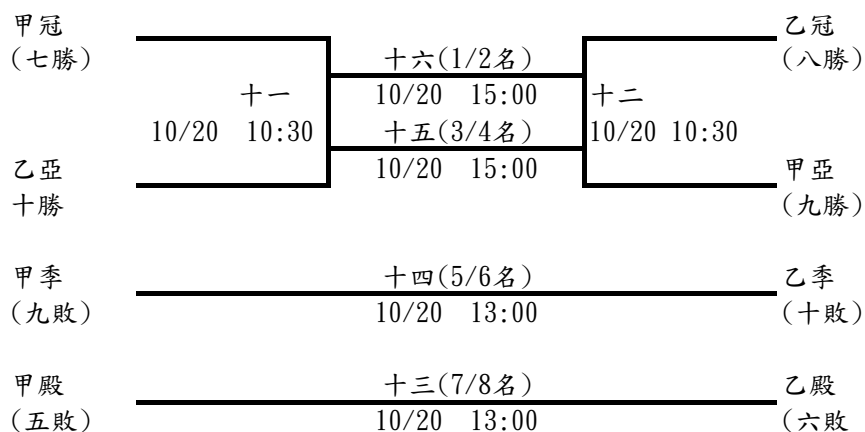 甲冠 乙冠
(七勝) 十六(1/2名) (八勝)
十一 10/20 15:00 十二
10/20 10:30 十五(3/4名) 10/20 10:30
乙亞 10/20 15:00 甲亞
十勝 (九勝)
甲季 十四(5/6名) 乙季
(九敗) 10/20 13:00 (十敗)
甲殿 十三(7/8名) 乙殿
(五敗) 10/20 13:00 (六敗